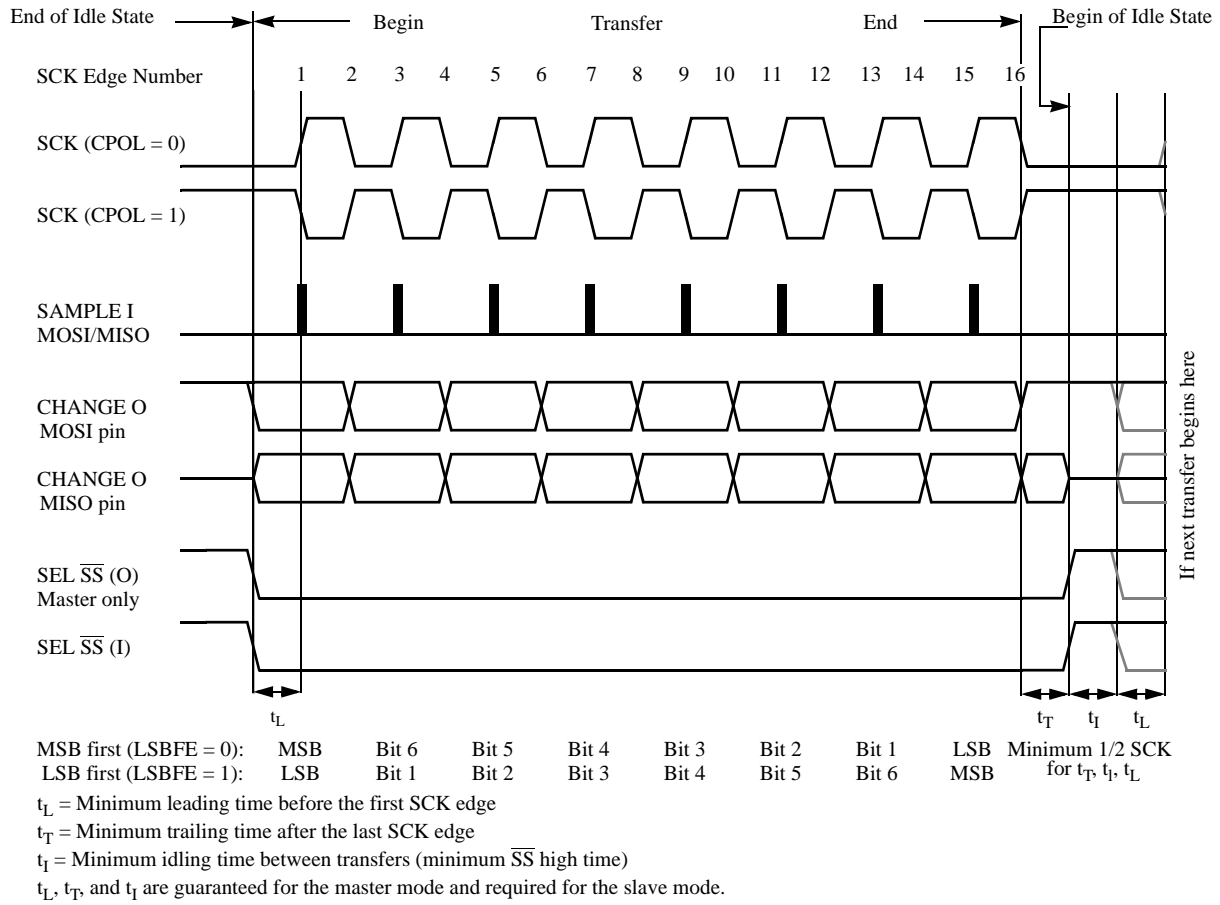 End of Idle State
Begin
Transfer
End
Begin of Idle State
SCK Edge Number
1 2 3 4 5 6 7 8 9 10 11 12 13 14 15 16
SCK (CPOL = 0)
SCK (CPOL = 1)
SAMPLE I
MOSI/MISO
CHANGE O
MOSI pin
CHANGE O
MISO pin
SEL S̅S̅ (O)
Master only
SEL S̅S̅ (I)
If next transfer begins here
tL
tT tI tL
MSB first (LSBFE = 0): MSB Bit 6 Bit 5 Bit 4 Bit 3 Bit 2 Bit 1 LSB
LSB first (LSBFE = 1): LSB Bit 1 Bit 2 Bit 3 Bit 4 Bit 5 Bit 6 MSB
Minimum 1/2 SCK
for tT, tl, tL
tL = Minimum leading time before the first SCK edge
tT = Minimum trailing time after the last SCK edge
tI = Minimum idling time between transfers (minimum S̅S̅ high time)
tL, tT, and tI are guaranteed for the master mode and required for the slave mode.